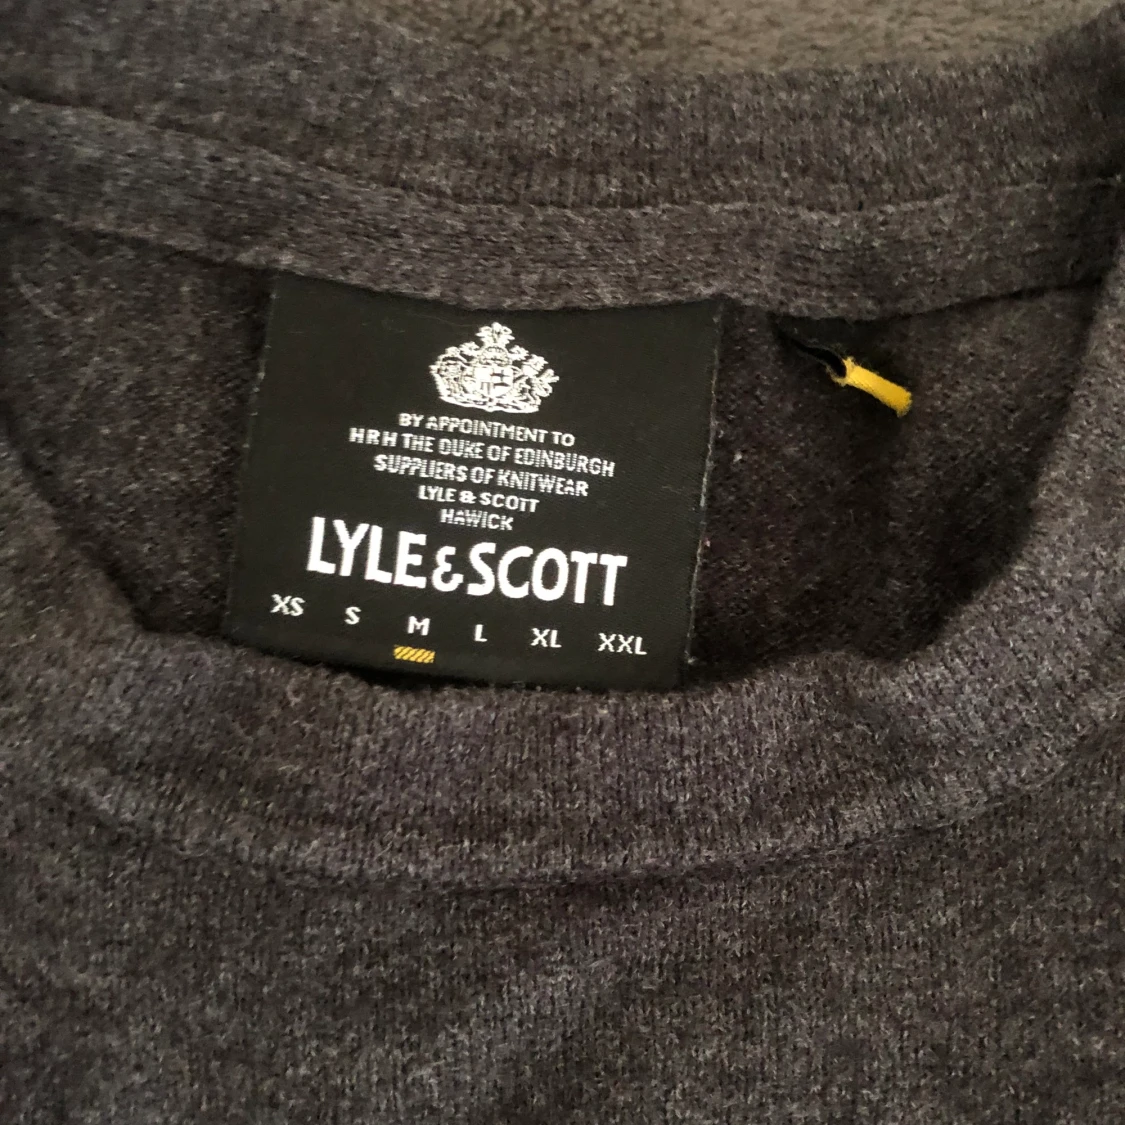 BY APPOINTMENT TO
HRH THE DUKE OF EDINBURGH
SUPPLIERS OF KNITWEAR
LYLE & SCOTT
HAWICK
LYLE & SCOTT
XS S M L XL XXL